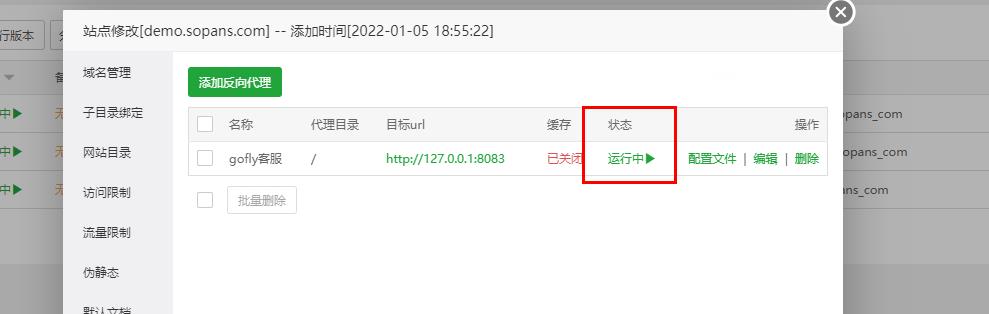 站点修改[demo.sopans.com] -- 添加时间[2022-01-05 18:55:22]
行版本
域名管理
添加反向代理
子目录绑定
名称 代理目录 目标url 缓存 状态 操作
中▶ opans_com
网站目录
gofly客服 / http://127.0.0.1:8083 已关闭 运行中▶ 配置文件 | 编辑 | 删除
中▶ opans_com
访问限制
批量删除
中▶ opans_com
流量限制
伪静态
默认文档